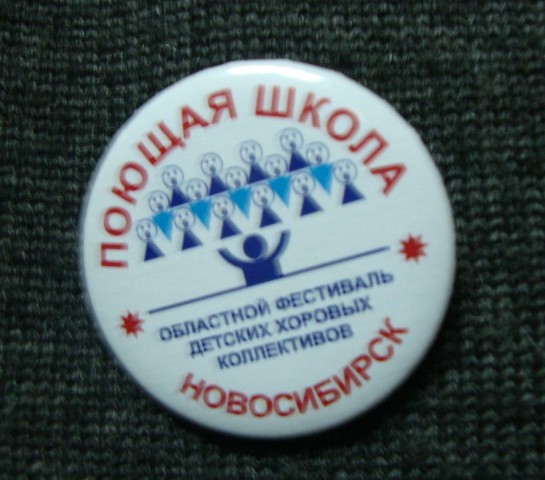 ПОЮЩАЯ ШКОЛА
ОБЛАСТНОЙ ФЕСТИВАЛЬ
ДЕТСКИХ ХОРОВЫХ
КОЛЛЕКТИВОВ
НОВОСИБИРСК